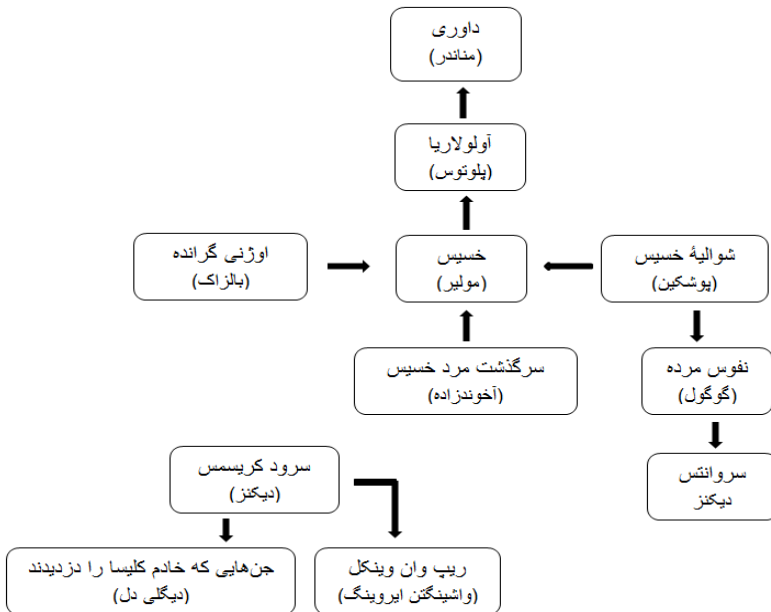 داوری
(مناندر)
آولولاریا
(پلوتوس)
اوژنی گرانده
(بالزاک)
خسیس
(مولیر)
شوالیهٔ خسیس
(پوشکین)
سرگذشت مرد خسیس
(آخوندزاده)
نفوس مرده
(گوگول)
سروانتس
دیکنز
سرود کریسمس
(دیکنز)
جن‌هایی که خادم کلیسا را دزدیدند
(دیگلی دل)
ریپ وان وینکل
(واشینگتن ایروینگ)